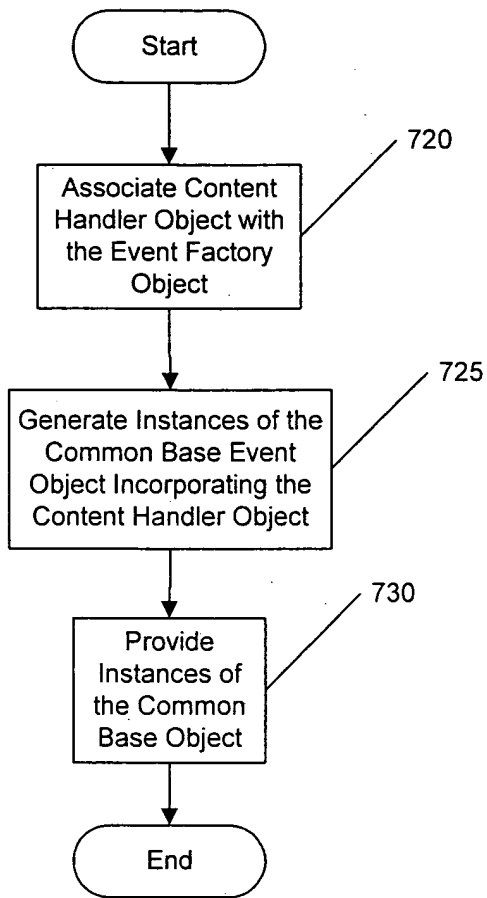 Start
720
Associate Content
Handler Object with
the Event Factory
Object
725
Generate Instances of the
Common Base Event
Object Incorporating the
Content Handler Object
730
Provide
Instances of
the Common
Base Object
End